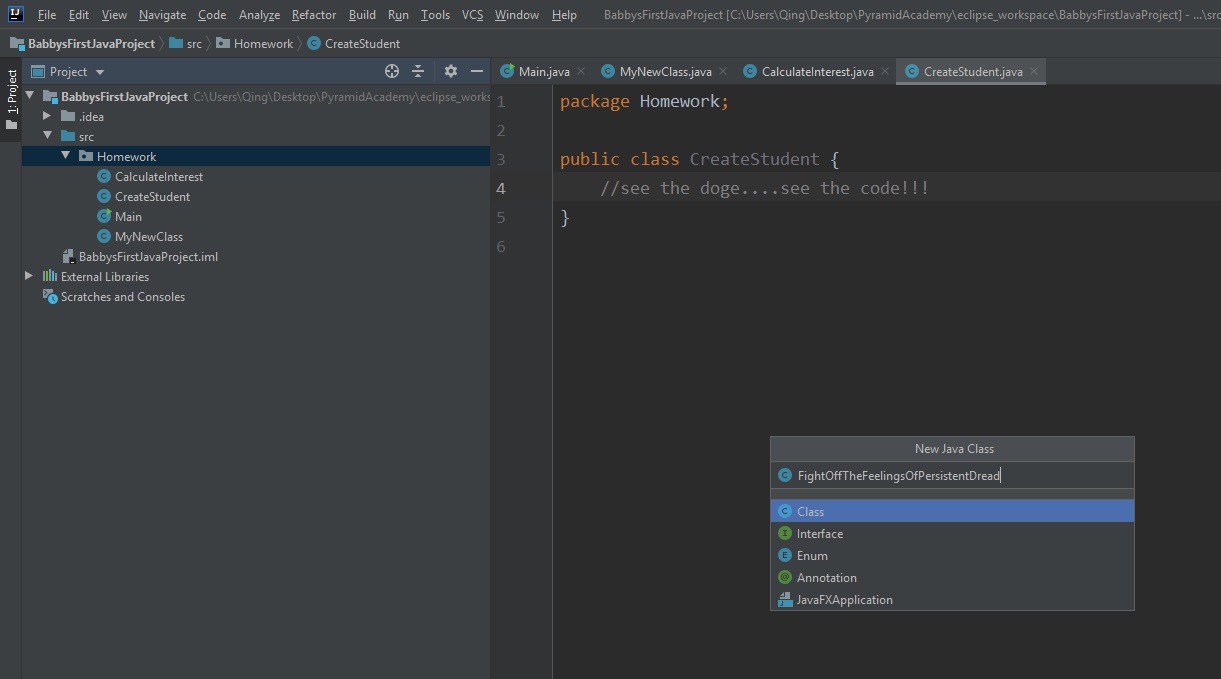 IJ File Edit View Navigate Code Analyze Refactor Build Run Tools VCS Window Help BabbysFirstJavaProject [C:\Users\Qing\Desktop\PyramidAcademy\eclipse_workspace\BabbysFirstJavaProject] - ...\src
BabbysFirstJavaProject src Homework CreateStudent
1: Project
Project
BabbysFirstJavaProject C:\Users\Qing\Desktop\PyramidAcademy\eclipse_works
.idea
src
Homework
CalculateInterest
CreateStudent
Main
MyNewClass
BabbysFirstJavaProject.iml
External Libraries
Scratches and Consoles
Main.java MyNewClass.java CalculateInterest.java CreateStudent.java
1 package Homework;
2
3 public class CreateStudent {
4 //see the doge....see the code!!!
5 }
6
New Java Class
C FightOffTheFeelingsOfPersistentDread
C Class
I Interface
E Enum
@ Annotation
JavaFXApplication